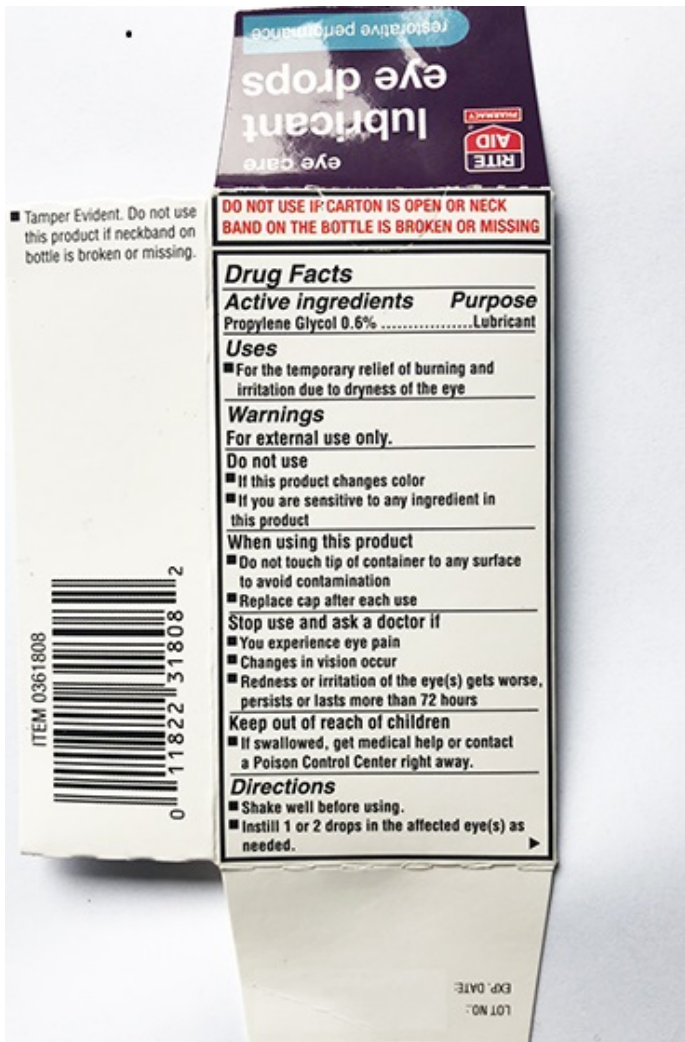 eye care
lubricant
eye drops
restorative performance
RITE
AID
PHARMACY
DO NOT USE IF CARTON IS OPEN OR NECK
BAND ON THE BOTTLE IS BROKEN OR MISSING
■ Tamper Evident. Do not use
this product if neckband on
bottle is broken or missing.
ITEM 0361808
0 11822 31808 2
Drug Facts
Active ingredients Purpose
Propylene Glycol 0.6% ..................Lubricant
Uses
■ For the temporary relief of burning and
irritation due to dryness of the eye
Warnings
For external use only.
Do not use
■ If this product changes color
■ If you are sensitive to any ingredient in
this product
When using this product
■ Do not touch tip of container to any surface
to avoid contamination
■ Replace cap after each use
Stop use and ask a doctor if
■ You experience eye pain
■ Changes in vision occur
■ Redness or irritation of the eye(s) gets worse,
persists or lasts more than 72 hours
Keep out of reach of children
■ If swallowed, get medical help or contact
a Poison Control Center right away.
Directions
■ Shake well before using.
■ Instill 1 or 2 drops in the affected eye(s) as
needed.
LOT NO.:
EXP. DATE: